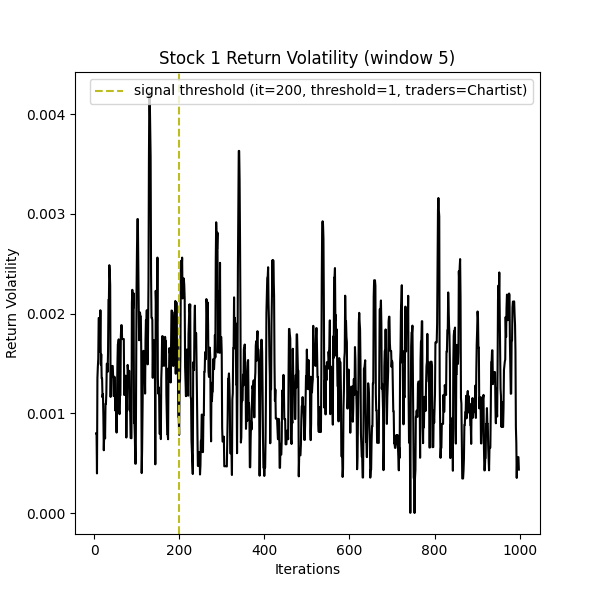 Stock 1 Return Volatility (window 5)
signal threshold (it=200, threshold=1, traders=Chartist)
0.004
0.003
0.002
0.001
0.000
Return Volatility
0 200 400 600 800 1000
Iterations